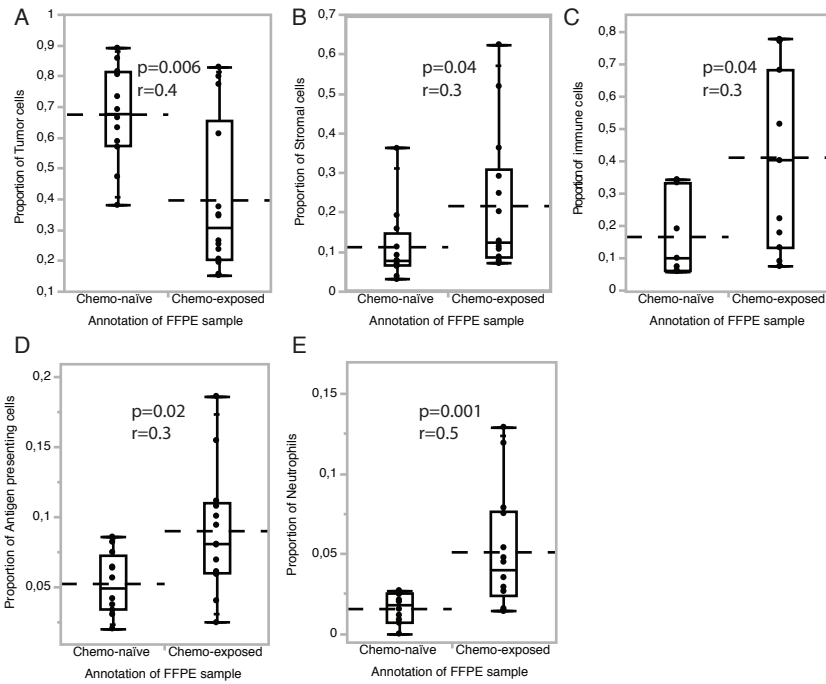 A
Proportion of Tumor cells
1
0,9
0,8
0,7
0,6
0,5
0,4
0,3
0,2
0,1
p=0.006
r=0.4
Chemo-naïve
Chemo-exposed
Annotation of FFPE sample
B
Proportion of Stromal cells
0,7
0,6
0,5
0,4
0,3
0,2
0,1
0
p=0.04
r=0.3
Chemo-naïve
Chemo-exposed
Annotation of FFPE sample
C
Proportion of Immune cells
0,8
0,7
0,6
0,5
0,4
0,3
0,2
0,1
0
p=0.04
r=0.3
Chemo-naïve
Chemo-exposed
Annotation of FFPE sample
D
Proportion of Antigen presenting cells
0,2
0,15
0,1
0,05
p=0.02
r=0.3
Chemo-naïve
Chemo-exposed
Annotation of FFPE sample
E
Proportion of Neutrophils
0,15
0,1
0,05
0
p=0.001
r=0.5
Chemo-naïve
Chemo-exposed
Annotation of FFPE sample